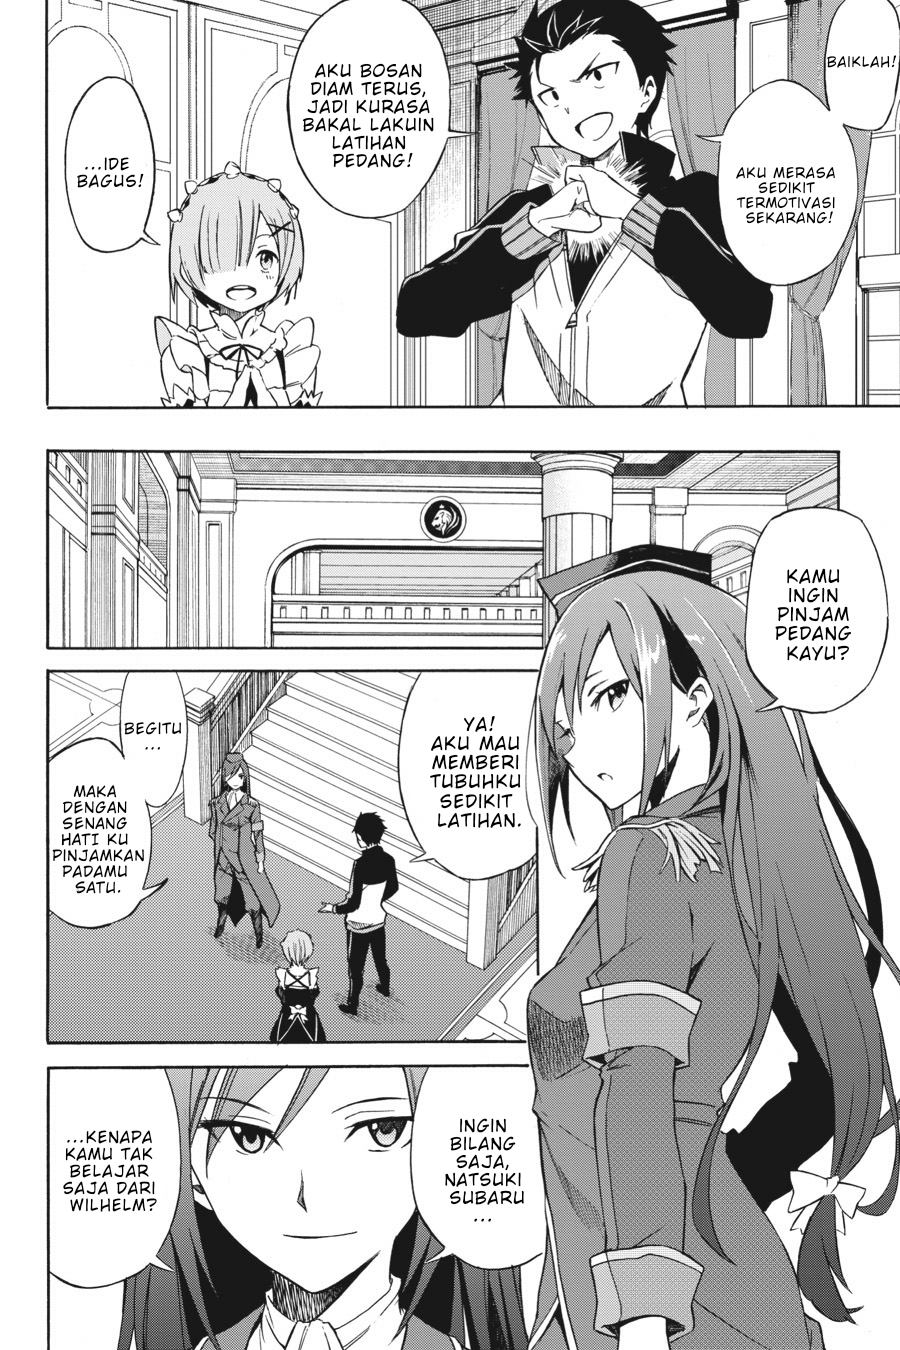 BAIKLAH!
AKU MERASA
SEDIKIT
TERMOTIVASI
SEKARANG!
AKU BOSAN
DIAM TERUS,
JADI KURASA
BAKAL LAKUIN
LATIHAN
PEDANG!
...IDE
BAGUS!
KAMU
INGIN
PINJAM
PEDANG
KAYU?
YA!
AKU MAU
MEMBERI
TUBUHKU
SEDIKIT
LATIHAN.
BEGITU
...
MAKA
DENGAN
SENANG
HATI KU
PINJAMKAN
PADAMU
SATU.
INGIN
BILANG
SAJA,
NATSUKI
SUBARU
...
...KENAPA
KAMU TAK
BELAJAR
SAJA DARI
WILHELM?